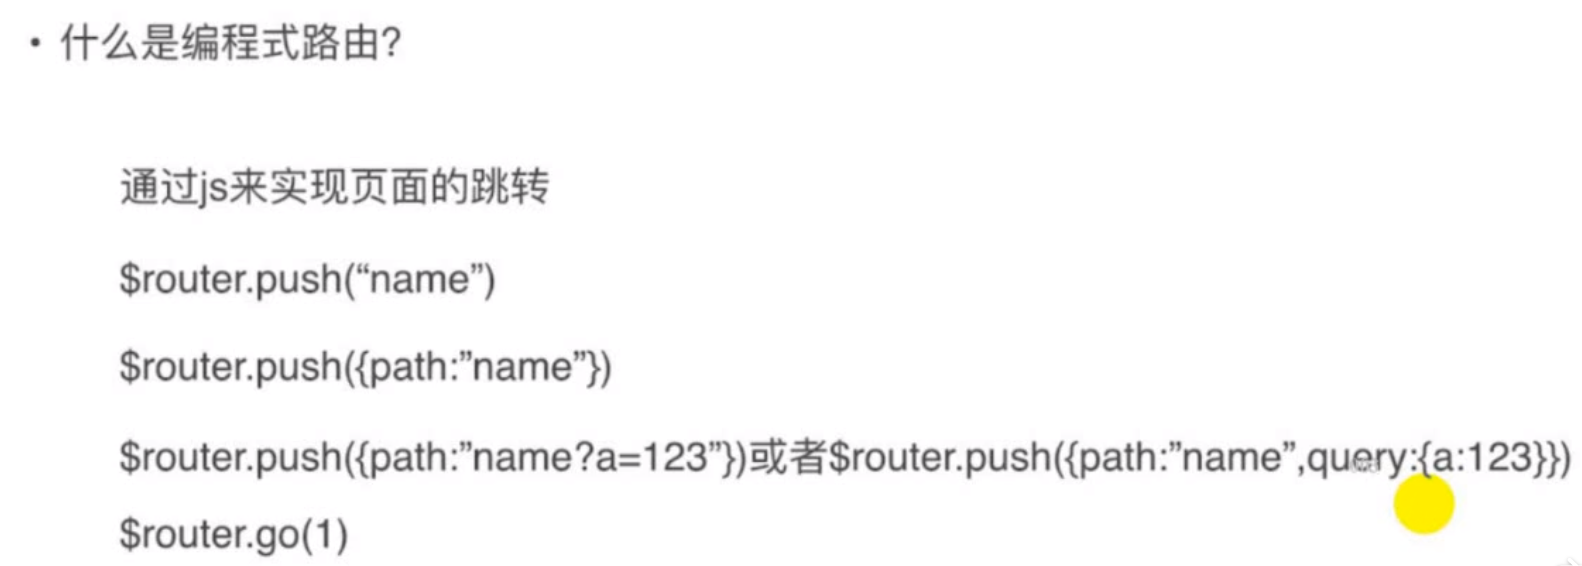 • 什么是编程式路由?
通过js来实现页面的跳转
$router.push(“name”)
$router.push({path:”name”})
$router.push({path:”name?a=123”})或者$router.push({path:”name”,query:{a:123}})
$router.go(1)